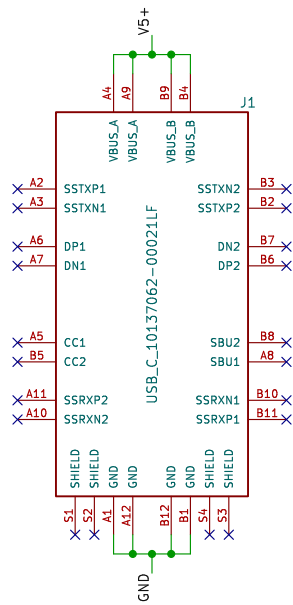 V5+
A4
A9
B9
B4
J1
VBUS_A
VBUS_A
VBUS_B
VBUS_B
A2 SSTXP1 SSTXN2 B3
A3 SSTXN1 SSTXP2 B2
A6 DP1 DN2 B7
A7 DN1 DP2 B6
USB_C_10137062-00021LF
A5 CC1 SBU2 B8
B5 CC2 SBU1 A8
A11 SSRXP2 SSRXN1 B10
A10 SSRXN2 SSRXP1 B11
SHIELD
SHIELD
GND
GND
GND
GND
SHIELD
SHIELD
S1
S2
A1
A12
B12
B1
S4
S3
GND